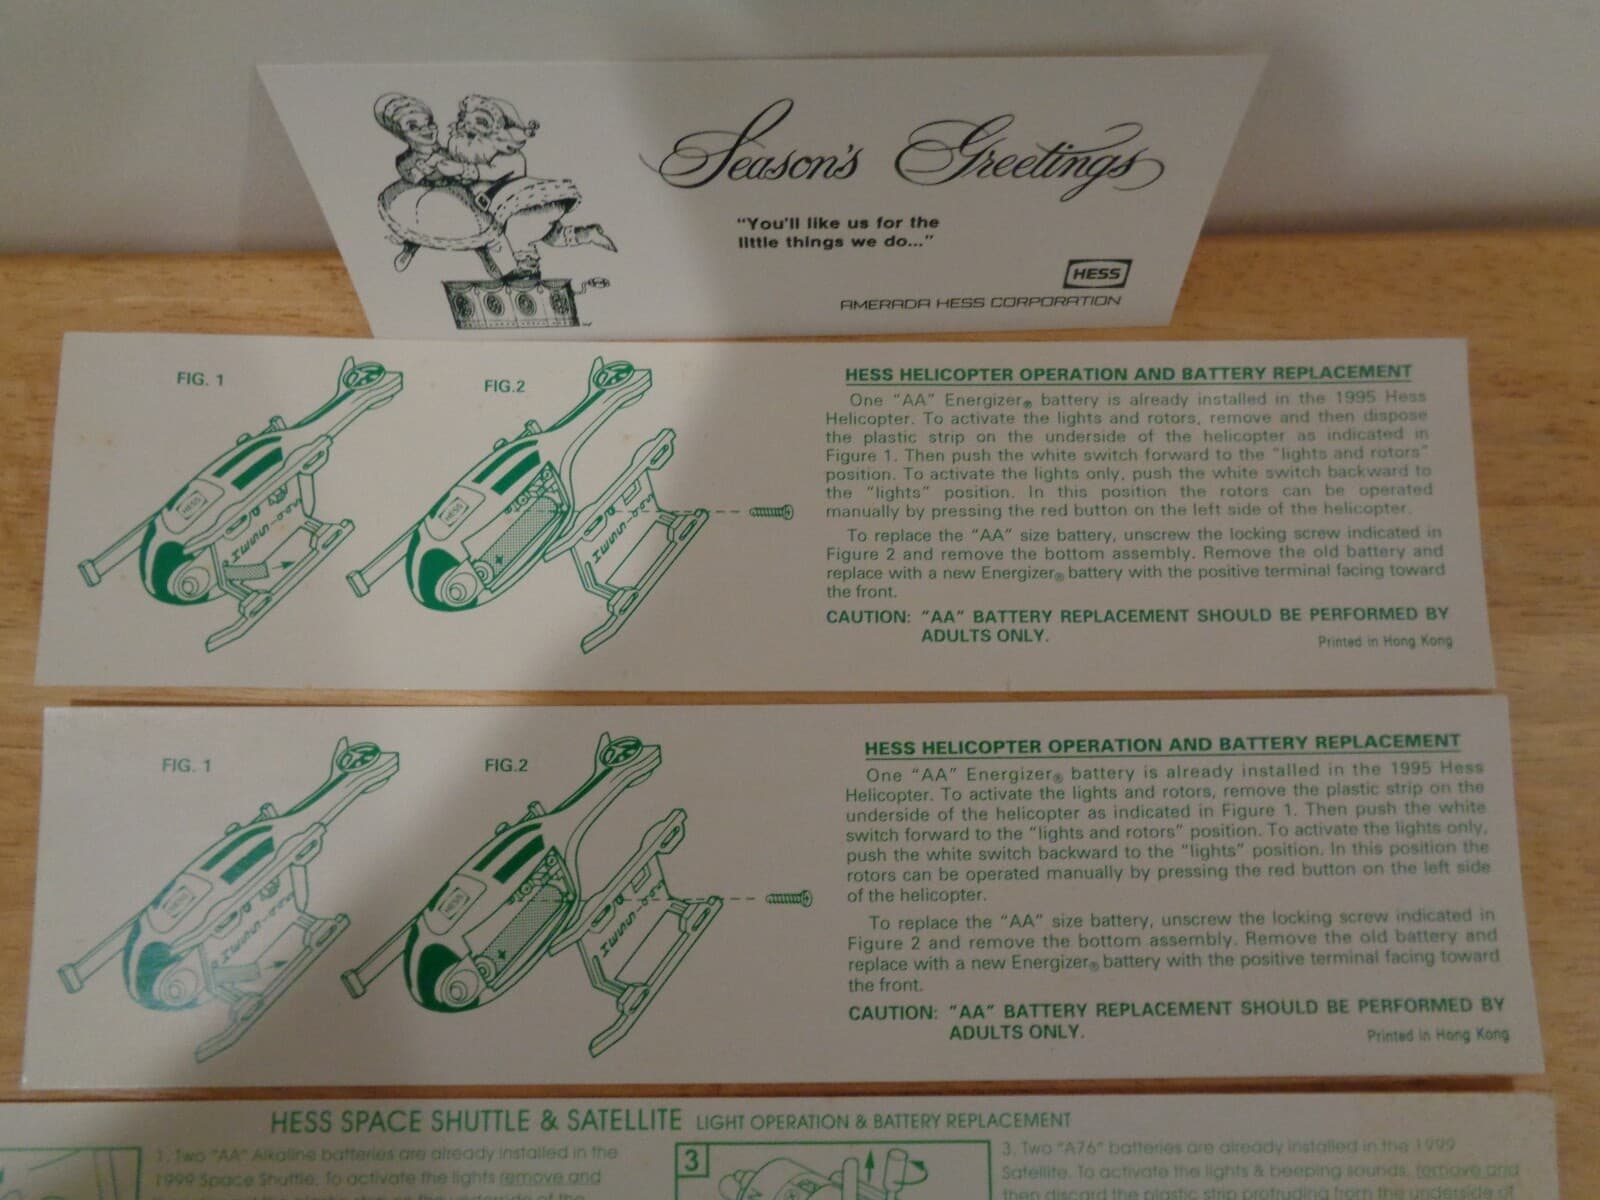 Season's Greetings
"You'll like us for the
little things we do..."
HESS
AMERADA HESS CORPORATION
FIG. 1
FIG.2
HESS
HESS
HESS HELICOPTER OPERATION AND BATTERY REPLACEMENT
One "AA" Energizer® battery is already installed in the 1995 Hess
Helicopter. To activate the lights and rotors, remove and then dispose
the plastic strip on the underside of the helicopter as indicated in
Figure 1. Then push the white switch forward to the "lights and rotors"
position. To activate the lights only, push the white switch backward to
the "lights" position. In this position the rotors can be operated
manually by pressing the red button on the left side of the helicopter.
To replace the "AA" size battery, unscrew the locking screw indicated in
Figure 2 and remove the bottom assembly. Remove the old battery and
replace with a new Energizer® battery with the positive terminal facing toward
the front.
CAUTION: "AA" BATTERY REPLACEMENT SHOULD BE PERFORMED BY
ADULTS ONLY.
Printed in Hong Kong
FIG. 1
FIG.2
HESS
HESS
HESS HELICOPTER OPERATION AND BATTERY REPLACEMENT
One "AA" Energizer® battery is already installed in the 1995 Hess
Helicopter. To activate the lights and rotors, remove the plastic strip on the
underside of the helicopter as indicated in Figure 1. Then push the white
switch forward to the "lights and rotors" position. To activate the lights only,
push the white switch backward to the "lights" position. In this position the
rotors can be operated manually by pressing the red button on the left side
of the helicopter.
To replace the "AA" size battery, unscrew the locking screw indicated in
Figure 2 and remove the bottom assembly. Remove the old battery and
replace with a new Energizer® battery with the positive terminal facing toward
the front.
CAUTION: "AA" BATTERY REPLACEMENT SHOULD BE PERFORMED BY
ADULTS ONLY.
Printed in Hong Kong
HESS SPACE SHUTTLE & SATELLITE LIGHT OPERATION & BATTERY REPLACEMENT
1. Two "AA" Alkaline batteries are already installed in the
1999 Space Shuttle. To activate the lights remove and
3
3. Two "A76" batteries are already installed in the 1999
Satellite. To activate the lights & beeping sounds, remove and
then discard the plastic strip protruding from the underside of